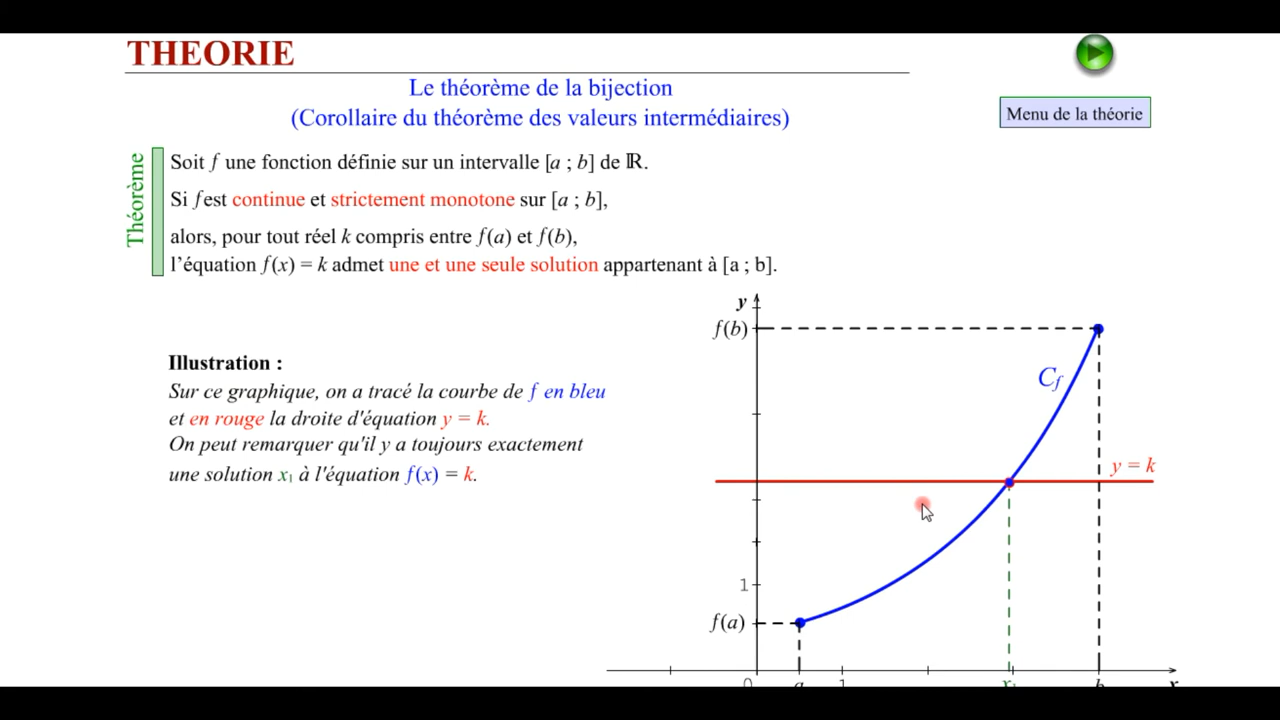 THEORIE
Le théorème de la bijection
(Corollaire du théorème des valeurs intermédiaires)
Menu de la théorie
Théorème
Soit f une fonction définie sur un intervalle [a ; b] de ℝ.
Si f est continue et strictement monotone sur [a ; b],
alors, pour tout réel k compris entre f(a) et f(b),
l’équation f(x) = k admet une et une seule solution appartenant à [a ; b].
Illustration :
Sur ce graphique, on a tracé la courbe de f en bleu
et en rouge la droite d'équation y = k.
On peut remarquer qu'il y a toujours exactement
une solution x₁ à l'équation f(x) = k.
y
f(b)
Cf
y = k
1
f(a)
0 a 1 x₁ b x